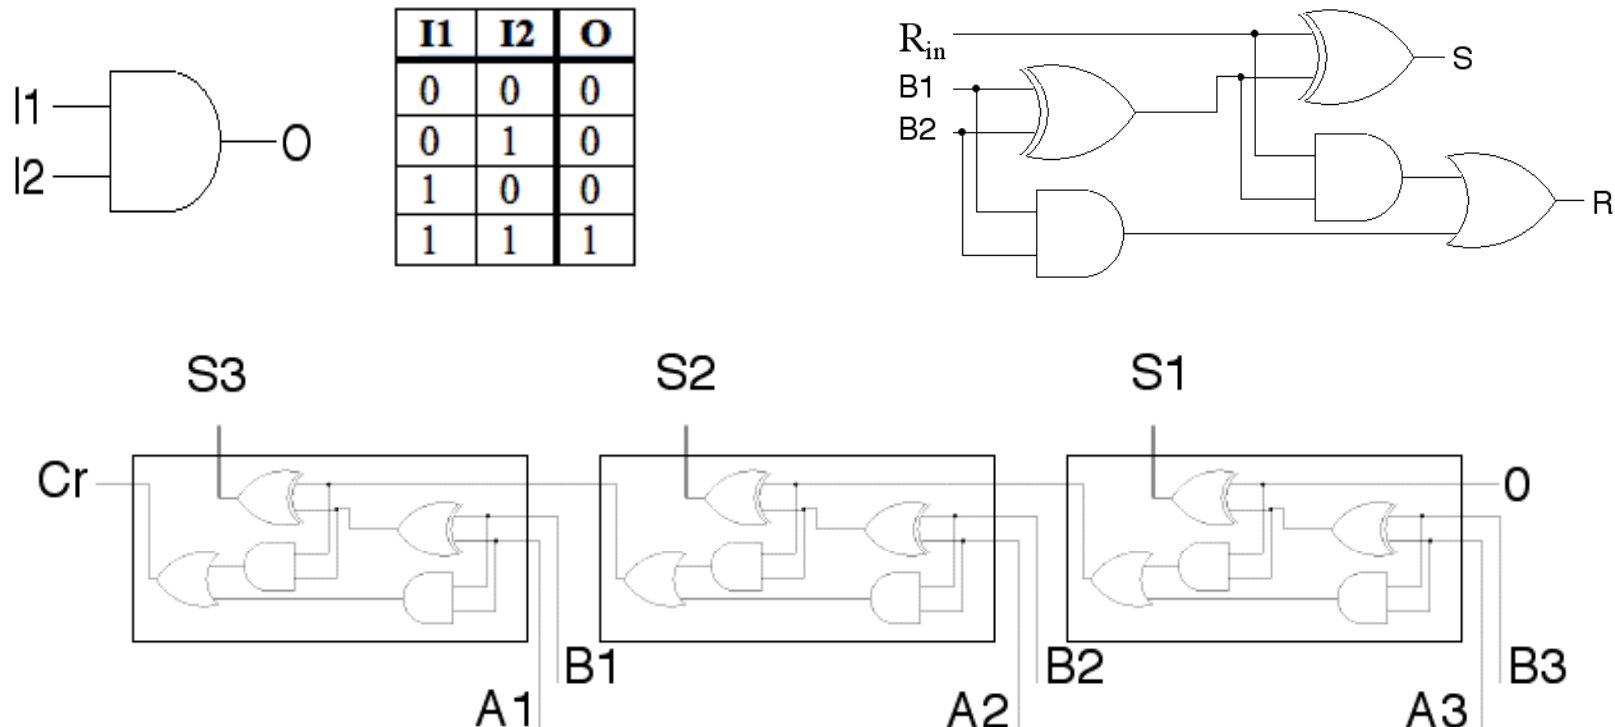 I1 I2 O
0 0 0
0 1 0
1 0 0
1 1 1
I1
I2
O
R_in
B1
B2
S
R
S3 S2 S1
Cr
0
B1 B2 B3
A1 A2 A3